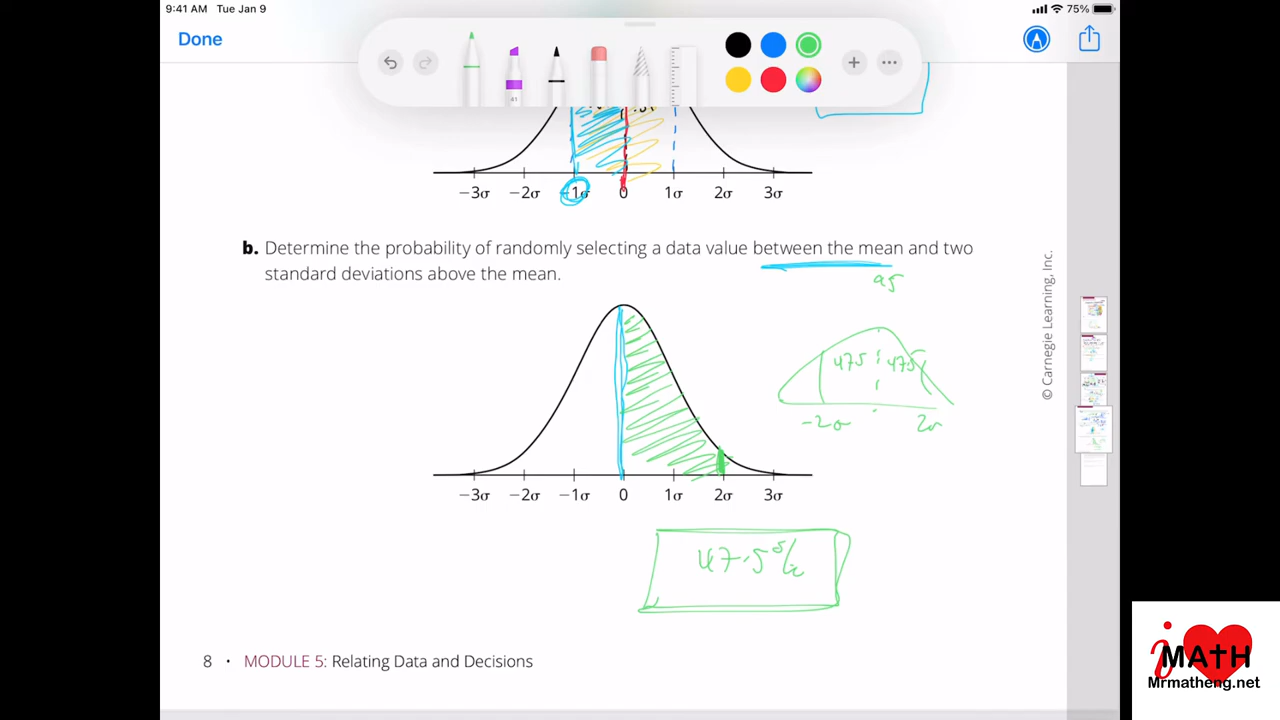 9:41 AM Tue Jan 9
75%
Done
41
−3σ −2σ −1σ 0 1σ 2σ 3σ
b. Determine the probability of randomly selecting a data value between the mean and two
standard deviations above the mean.
95
47.5 47.5
-2σ 2σ
−3σ −2σ −1σ 0 1σ 2σ 3σ
47.5%
© Carnegie Learning, Inc.
8 • MODULE 5: Relating Data and Decisions
i MATH
Mrmatheng.net